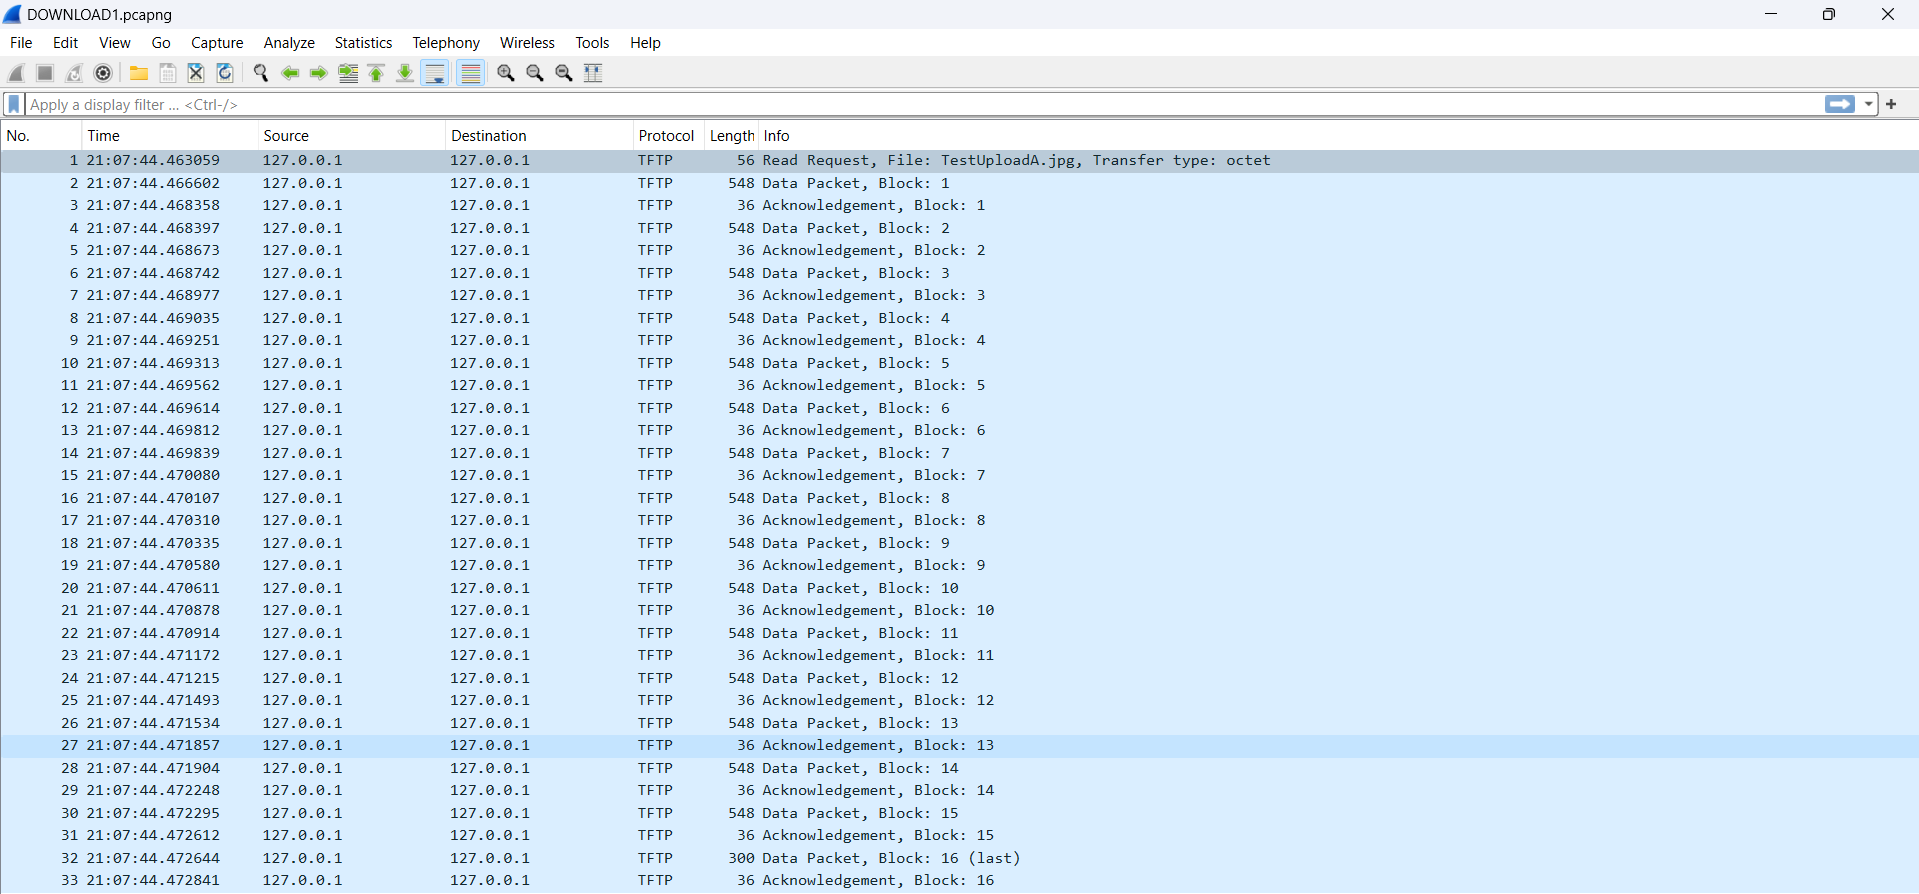 DOWNLOAD1.pcapng
File Edit View Go Capture Analyze Statistics Telephony Wireless Tools Help
Apply a display filter ... <Ctrl-/>
No. Time Source Destination Protocol Length Info
1 21:07:44.463059 127.0.0.1 127.0.0.1 TFTP 56 Read Request, File: TestUploadA.jpg, Transfer type: octet
2 21:07:44.466602 127.0.0.1 127.0.0.1 TFTP 548 Data Packet, Block: 1
3 21:07:44.468358 127.0.0.1 127.0.0.1 TFTP 36 Acknowledgement, Block: 1
4 21:07:44.468397 127.0.0.1 127.0.0.1 TFTP 548 Data Packet, Block: 2
5 21:07:44.468673 127.0.0.1 127.0.0.1 TFTP 36 Acknowledgement, Block: 2
6 21:07:44.468742 127.0.0.1 127.0.0.1 TFTP 548 Data Packet, Block: 3
7 21:07:44.468977 127.0.0.1 127.0.0.1 TFTP 36 Acknowledgement, Block: 3
8 21:07:44.469035 127.0.0.1 127.0.0.1 TFTP 548 Data Packet, Block: 4
9 21:07:44.469251 127.0.0.1 127.0.0.1 TFTP 36 Acknowledgement, Block: 4
10 21:07:44.469313 127.0.0.1 127.0.0.1 TFTP 548 Data Packet, Block: 5
11 21:07:44.469562 127.0.0.1 127.0.0.1 TFTP 36 Acknowledgement, Block: 5
12 21:07:44.469614 127.0.0.1 127.0.0.1 TFTP 548 Data Packet, Block: 6
13 21:07:44.469812 127.0.0.1 127.0.0.1 TFTP 36 Acknowledgement, Block: 6
14 21:07:44.469839 127.0.0.1 127.0.0.1 TFTP 548 Data Packet, Block: 7
15 21:07:44.470080 127.0.0.1 127.0.0.1 TFTP 36 Acknowledgement, Block: 7
16 21:07:44.470107 127.0.0.1 127.0.0.1 TFTP 548 Data Packet, Block: 8
17 21:07:44.470310 127.0.0.1 127.0.0.1 TFTP 36 Acknowledgement, Block: 8
18 21:07:44.470335 127.0.0.1 127.0.0.1 TFTP 548 Data Packet, Block: 9
19 21:07:44.470580 127.0.0.1 127.0.0.1 TFTP 36 Acknowledgement, Block: 9
20 21:07:44.470611 127.0.0.1 127.0.0.1 TFTP 548 Data Packet, Block: 10
21 21:07:44.470878 127.0.0.1 127.0.0.1 TFTP 36 Acknowledgement, Block: 10
22 21:07:44.470914 127.0.0.1 127.0.0.1 TFTP 548 Data Packet, Block: 11
23 21:07:44.471172 127.0.0.1 127.0.0.1 TFTP 36 Acknowledgement, Block: 11
24 21:07:44.471215 127.0.0.1 127.0.0.1 TFTP 548 Data Packet, Block: 12
25 21:07:44.471493 127.0.0.1 127.0.0.1 TFTP 36 Acknowledgement, Block: 12
26 21:07:44.471534 127.0.0.1 127.0.0.1 TFTP 548 Data Packet, Block: 13
27 21:07:44.471857 127.0.0.1 127.0.0.1 TFTP 36 Acknowledgement, Block: 13
28 21:07:44.471904 127.0.0.1 127.0.0.1 TFTP 548 Data Packet, Block: 14
29 21:07:44.472248 127.0.0.1 127.0.0.1 TFTP 36 Acknowledgement, Block: 14
30 21:07:44.472295 127.0.0.1 127.0.0.1 TFTP 548 Data Packet, Block: 15
31 21:07:44.472612 127.0.0.1 127.0.0.1 TFTP 36 Acknowledgement, Block: 15
32 21:07:44.472644 127.0.0.1 127.0.0.1 TFTP 300 Data Packet, Block: 16 (last)
33 21:07:44.472841 127.0.0.1 127.0.0.1 TFTP 36 Acknowledgement, Block: 16